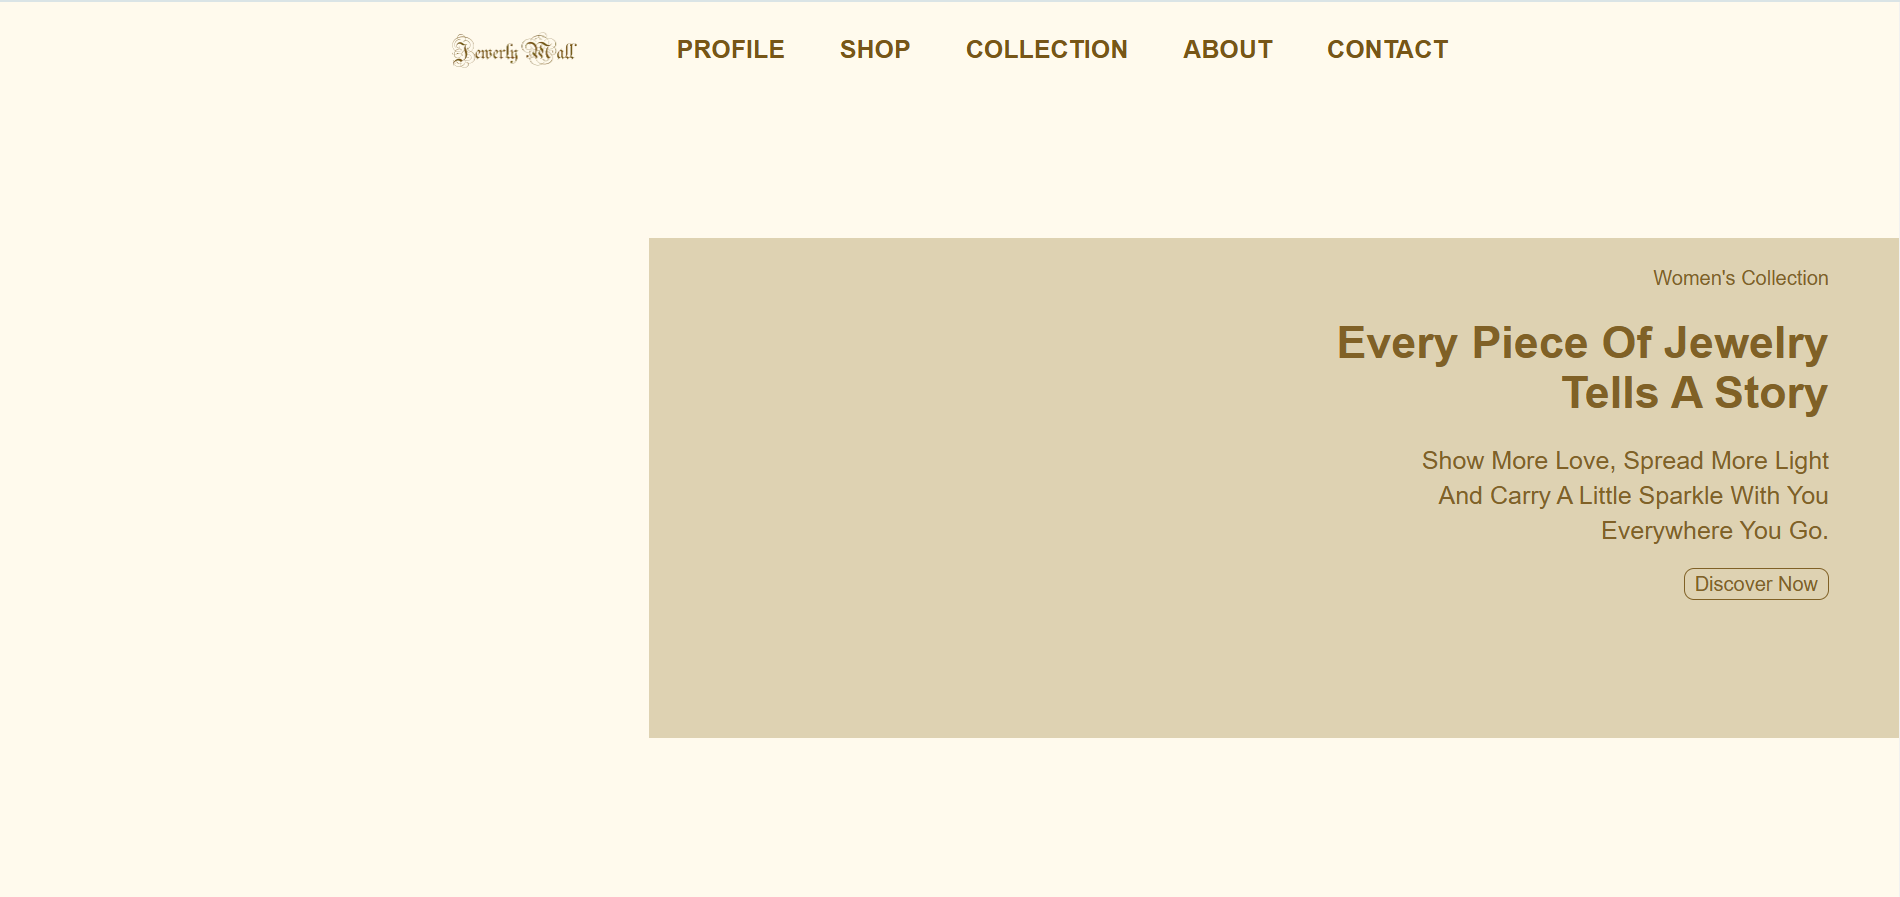 Jewerly Mall
PROFILE SHOP COLLECTION ABOUT CONTACT
Women's Collection
Every Piece Of Jewelry
Tells A Story
Show More Love, Spread More Light
And Carry A Little Sparkle With You
Everywhere You Go.
Discover Now